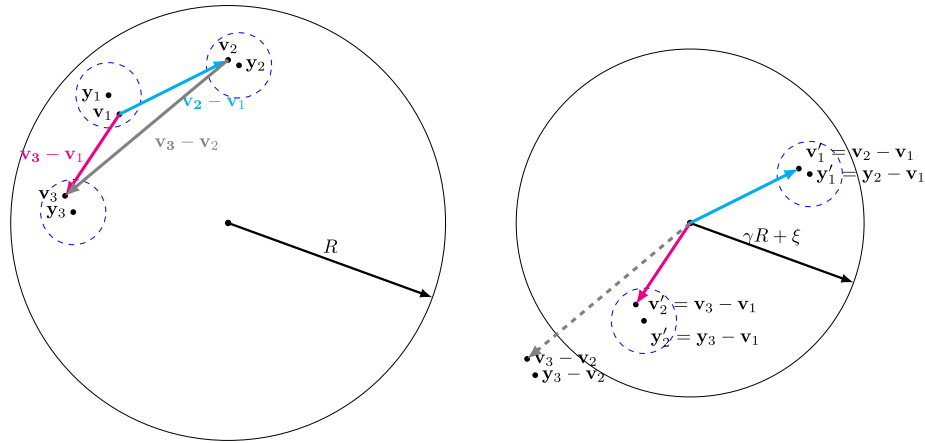 v₂
y₂
y₁
v₁
v₂ − v₁
v₃ − v₂
v₃ − v₁
v₃
y₃
R
v′₁ = v₂ − v₁
y′₁ = y₂ − v₁
γR + ξ
v′₂ = v₃ − v₁
y′₂ = y₃ − v₁
v₃ − v₂
y₃ − v₂